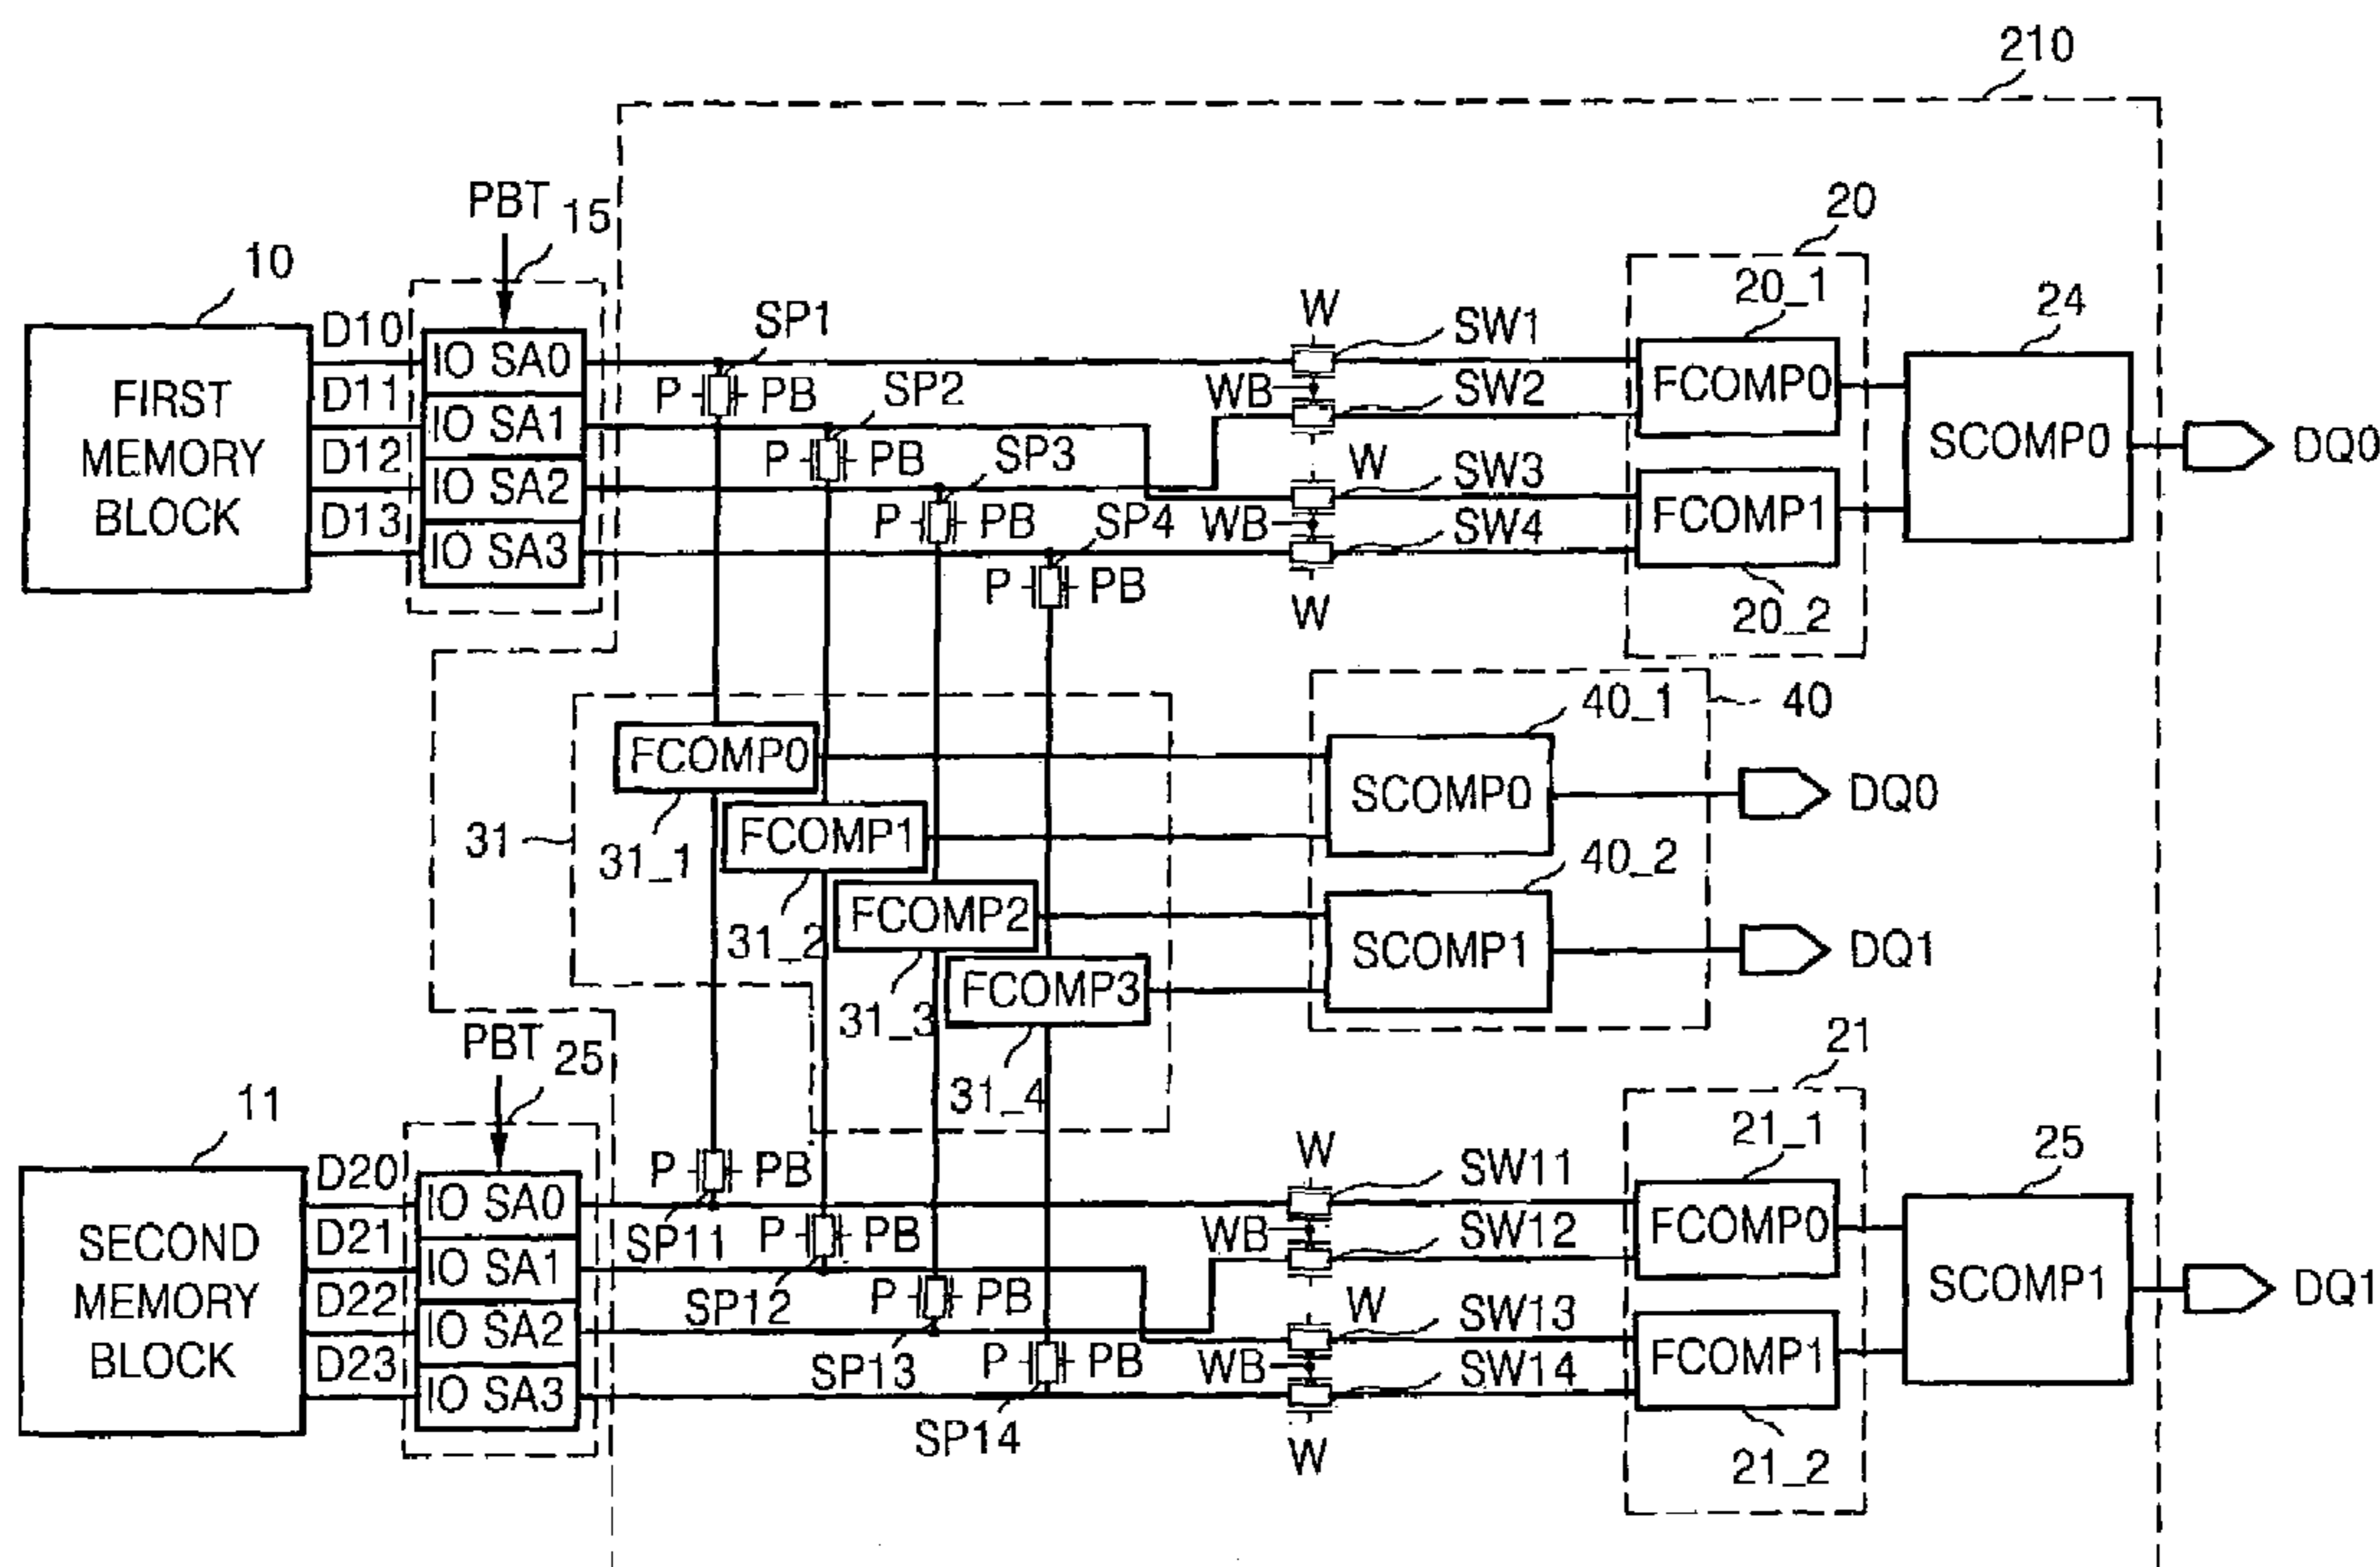 210
PBT 15
10
20
20_1
24
FIRST
MEMORY
BLOCK
D10
D11
D12
D13
IO SA0
IO SA1
IO SA2
IO SA3
SP1
P PB
SP2
P PB
SP3
P PB
SP4
P PB
W
SW1
WB
SW2
W
SW3
WB
SW4
W
FCOMP0
FCOMP1
20_2
SCOMP0
DQ0
31
FCOMP0
31_1
FCOMP1
31_2
FCOMP2
31_3
FCOMP3
31_4
40_1
40
SCOMP0
DQ0
40_2
SCOMP1
DQ1
PBT 25
11
21
21_1
25
SECOND
MEMORY
BLOCK
D20
D21
D22
D23
IO SA0
IO SA1
IO SA2
IO SA3
P PB
SP11
P PB
SP12
P PB
SP13
P PB
SP14
W
SW11
WB
SW12
W
SW13
WB
SW14
W
FCOMP0
FCOMP1
21_2
SCOMP1
DQ1